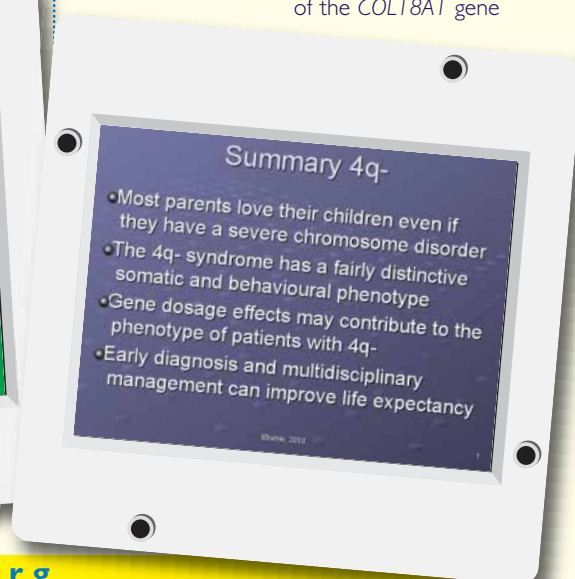 of the COL18A1 gene
Summary 4q-
Most parents love their children even if
they have a severe chromosome disorder
The 4q- syndrome has a fairly distinctive
somatic and behavioural phenotype
Gene dosage effects may contribute to the
phenotype of patients with 4q-
Early diagnosis and multidisciplinary
management can improve life expectancy
2010
1
r g